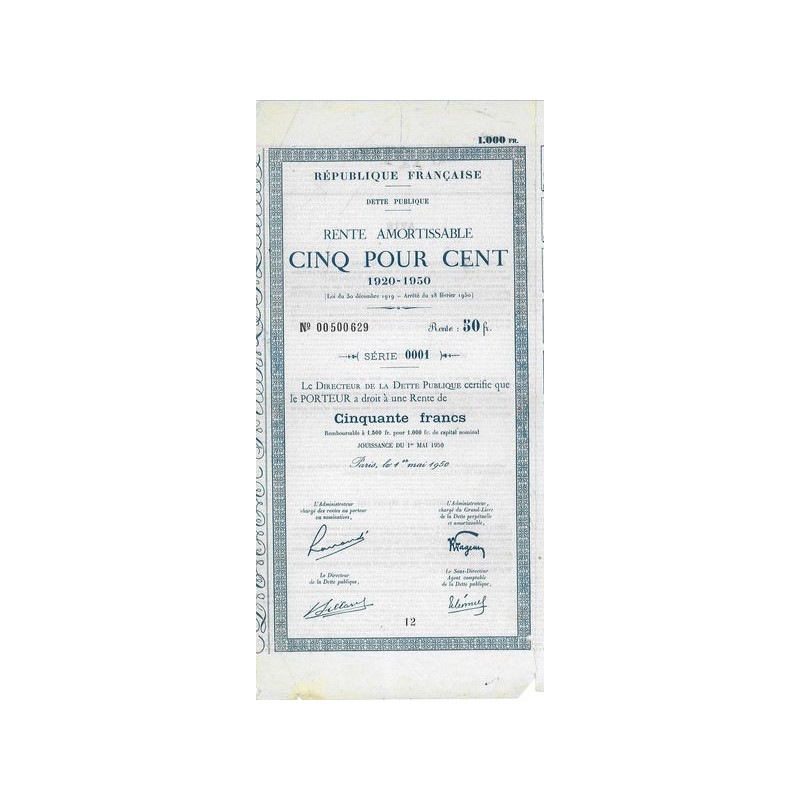 1.000 FR.
RÉPUBLIQUE FRANÇAISE
DETTE PUBLIQUE
RENTE AMORTISSABLE
CINQ POUR CENT
1920-1950
(Loi du 30 décembre 1919 – Arrêté du 28 février 1950)
Nº 00500629 Rente : 50 fr.
SÉRIE 0001
Le Directeur de la Dette Publique certifie que
le PORTEUR a droit à une Rente de
Cinquante francs
Remboursable à 1.500 fr. pour 1.000 fr. de capital nominal
JOUISSANCE DU 1er MAI 1950
Paris, le 1er mai 1950
L'Administrateur
chargé des rentes au porteur
ou nominatives,
L'Administrateur,
chargé du Grand-Livre
de la Dette perpétuelle
et amortissable,
Le Directeur
de la Dette publique,
Le Sous-Directeur
Agent comptable
de la Dette publique,
12